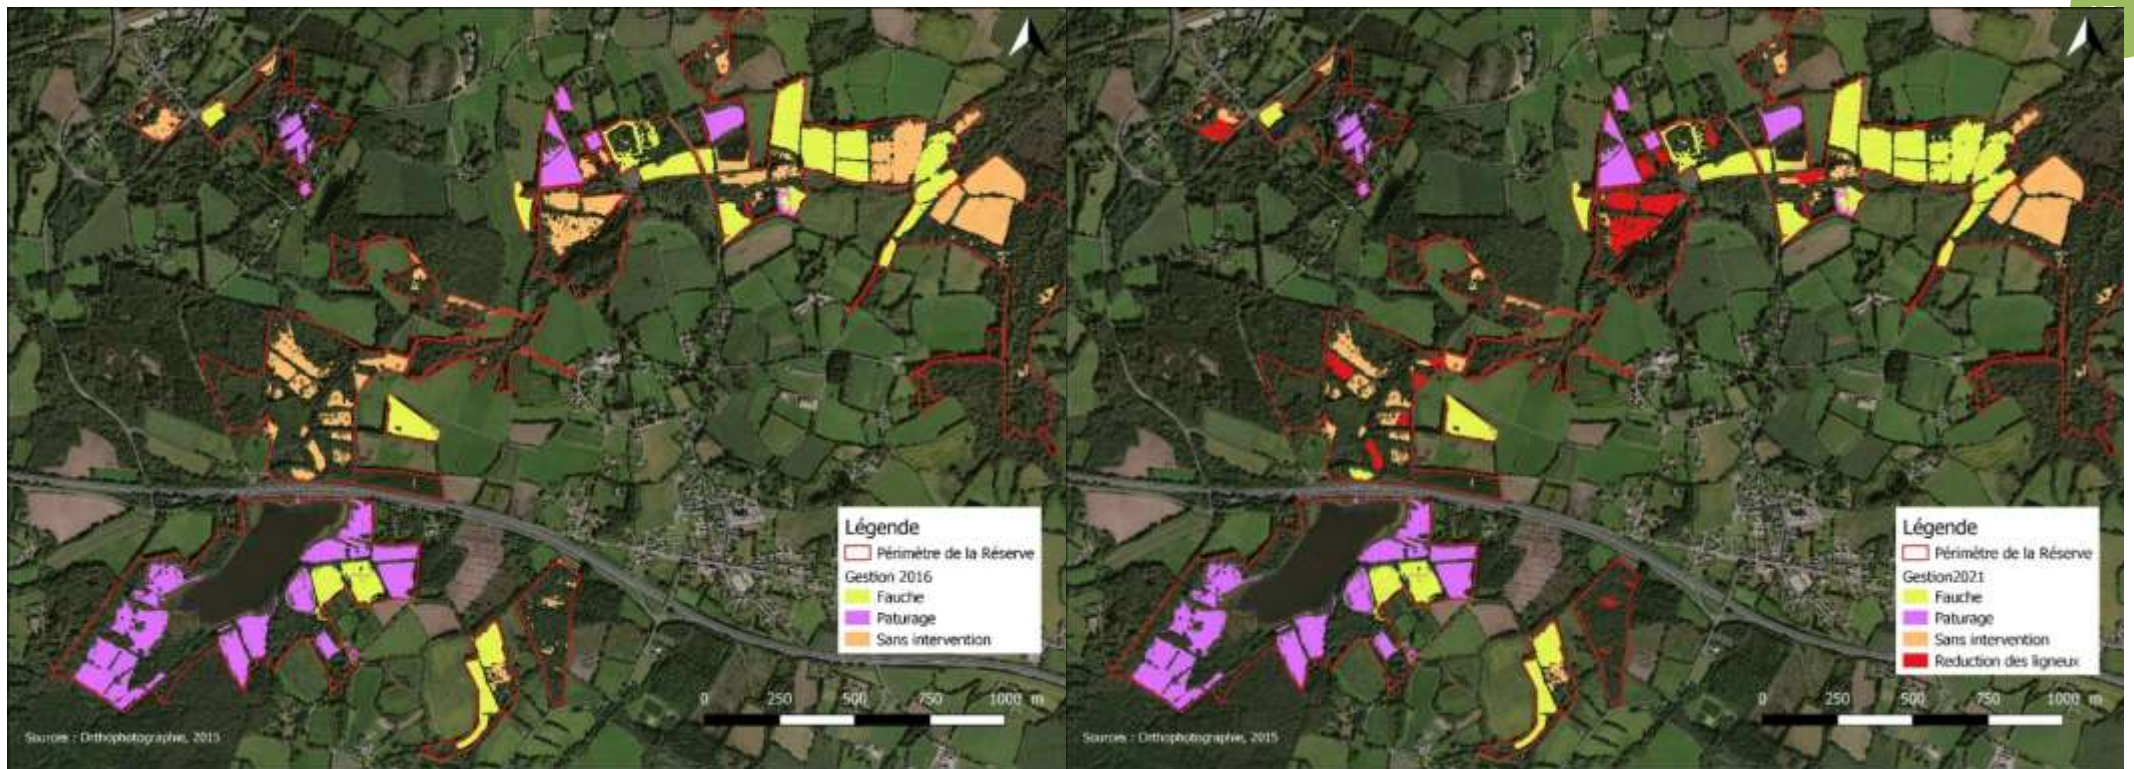 Légende
Périmètre de la Réserve
Gestion 2016
Fauche
Paturage
Sans intervention
0 250 500 750 1000 m
Sources : Orthophotographie, 2015
Légende
Périmètre de la Réserve
Gestion2021
Fauche
Paturage
Sans intervention
Reduction des ligneux
0 250 500 750 1000 m
Sources : Orthophotographie, 2015